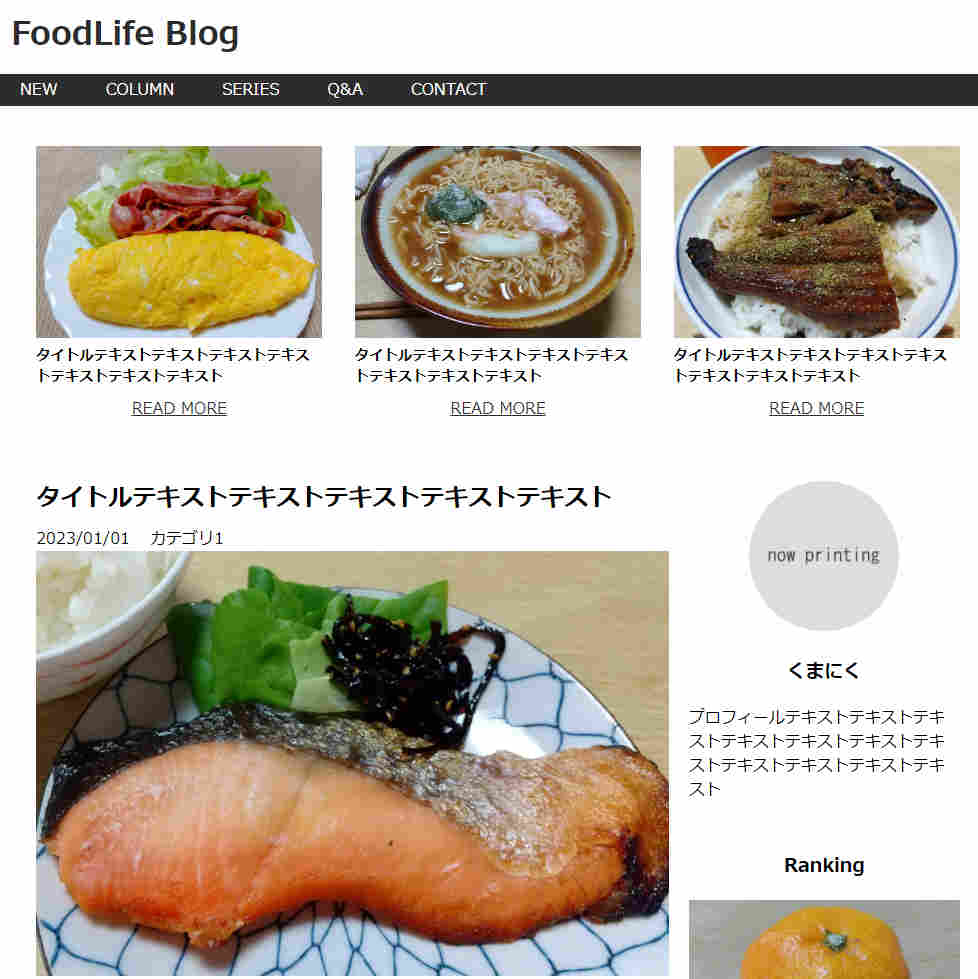 FoodLife Blog
NEW COLUMN SERIES Q&A CONTACT
タイトルテキストテキストテキストテキス
トテキストテキストテキスト
READ MORE
タイトルテキストテキストテキストテキス
トテキストテキストテキスト
READ MORE
タイトルテキストテキストテキストテキス
トテキストテキストテキスト
READ MORE
タイトルテキストテキストテキストテキストテキスト
2023/01/01 カテゴリ1
now printing
くまにく
プロフィールテキストテキストテキ
ストテキストテキストテキストテキ
ストテキストテキストテキストテキ
スト
Ranking